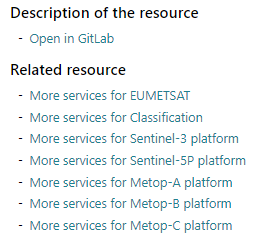 Description of the resource
- Open in GitLab
Related resource
- More services for EUMETSAT
- More services for Classification
- More services for Sentinel-3 platform
- More services for Sentinel-5P platform
- More services for Metop-A platform
- More services for Metop-B platform
- More services for Metop-C platform